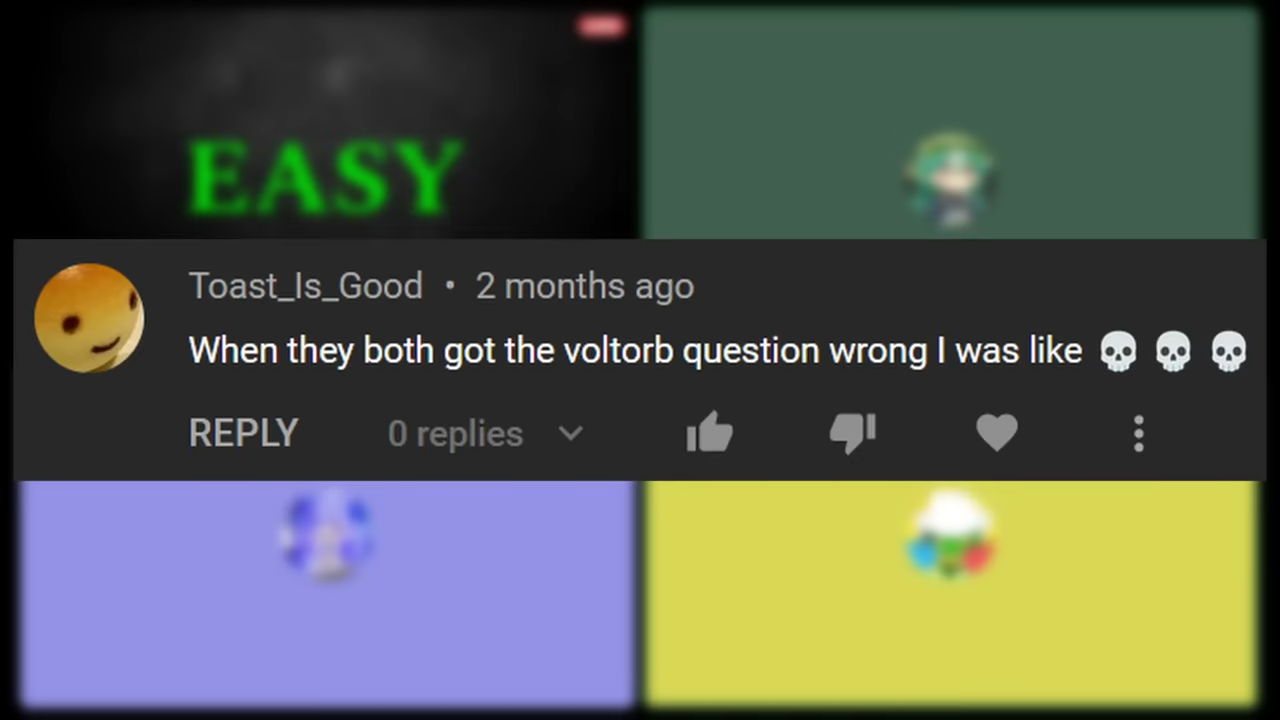 EASY
Toast_Is_Good • 2 months ago
When they both got the voltorb question wrong I was like 💀 💀 💀
REPLY 0 replies